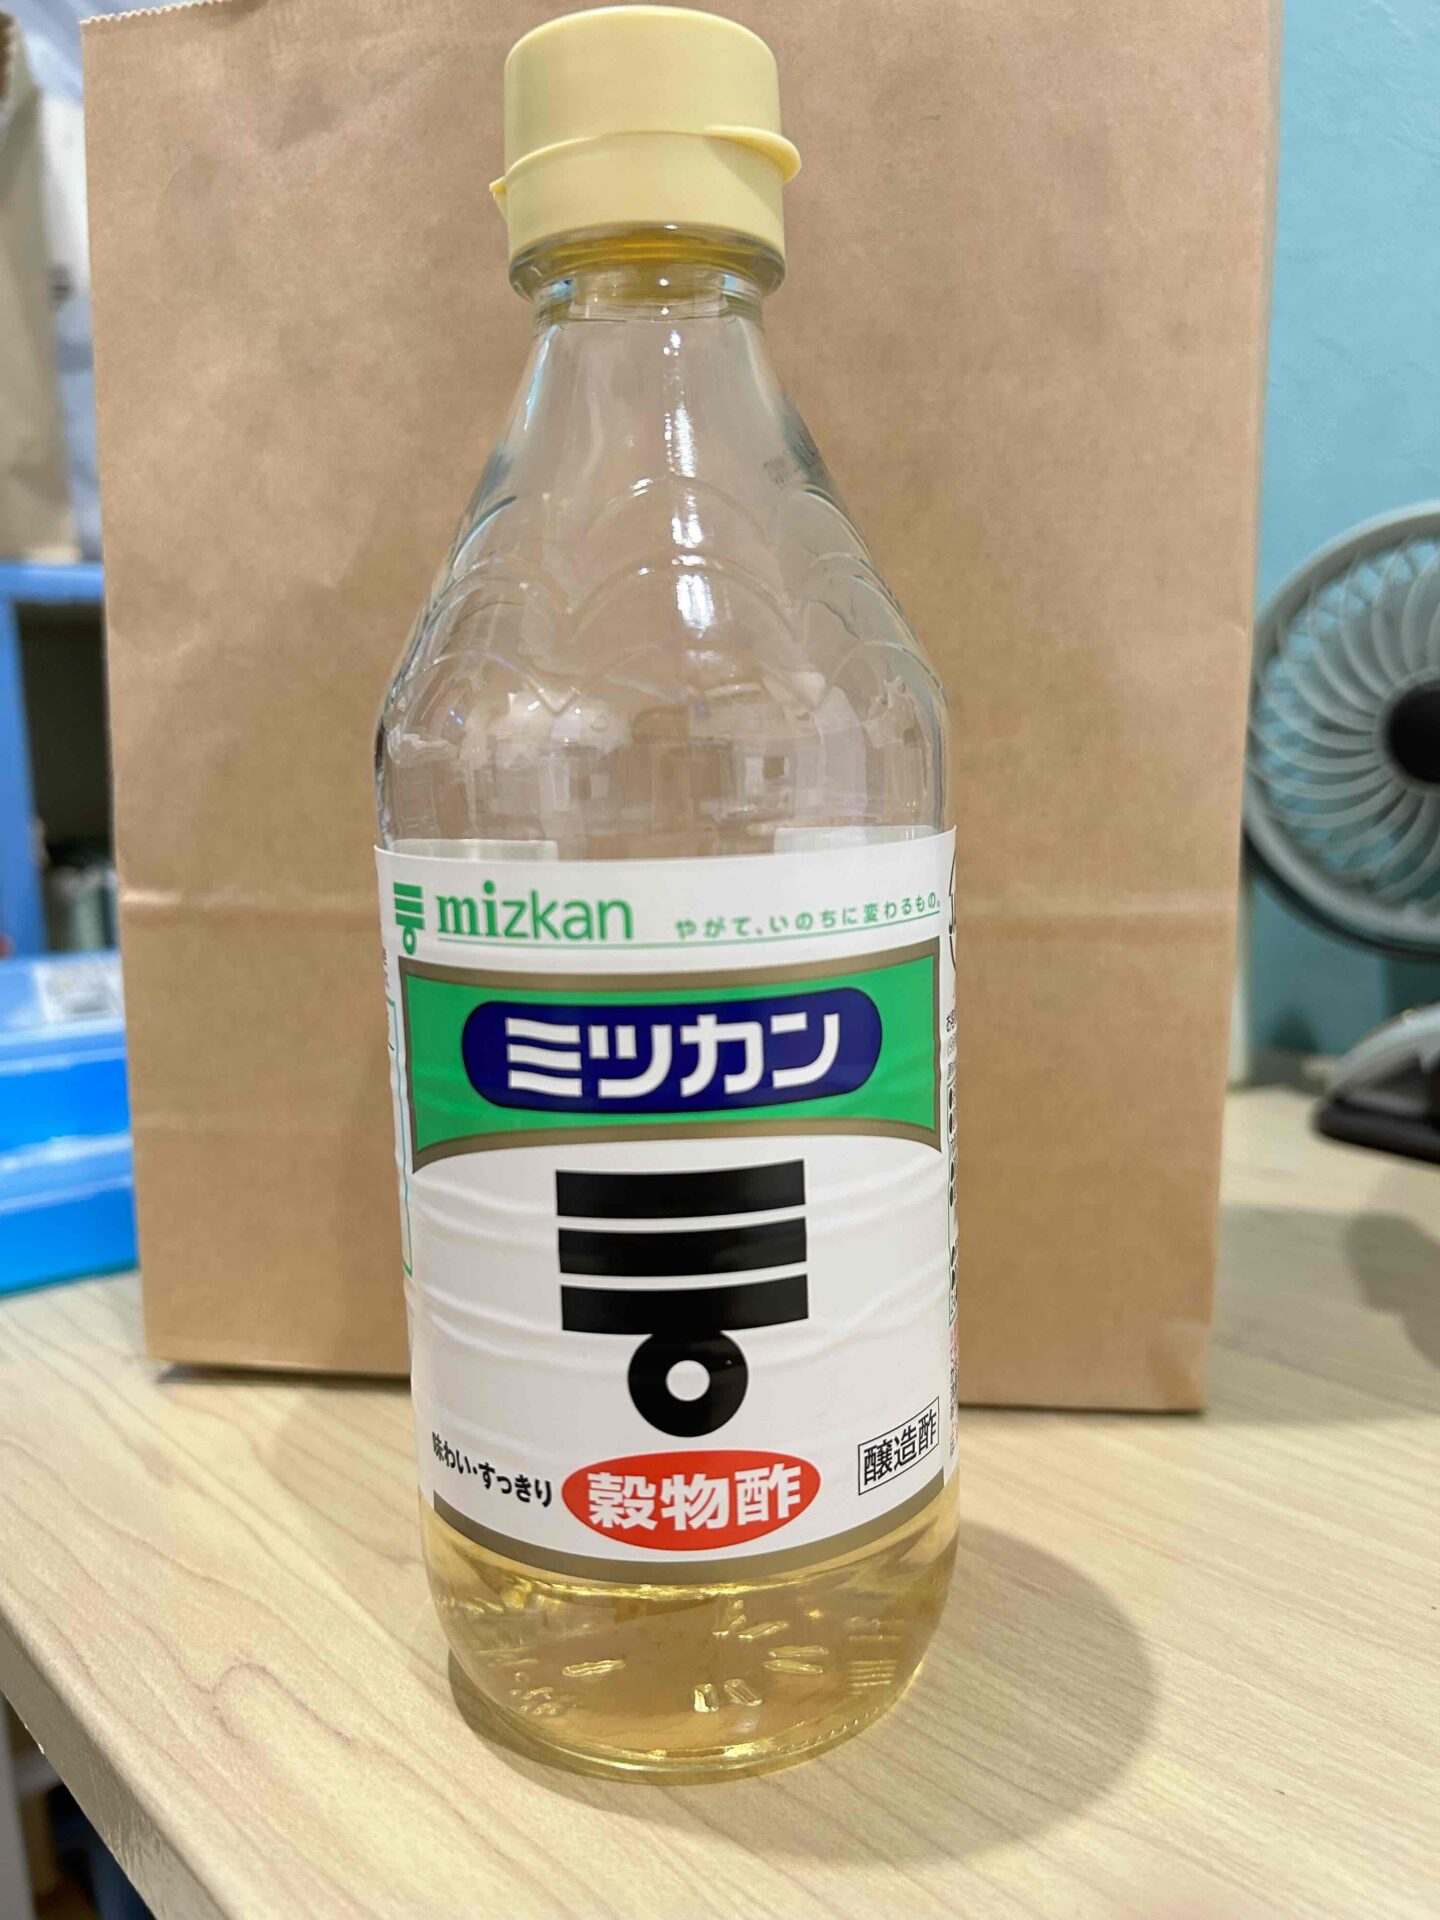 mizkan
やがて、いのちに変わるもの。
ミツカン
味わい・すっきり
穀物酢
醸造酢